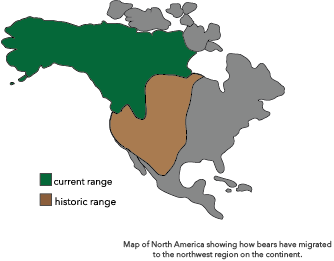 current range
historic range
Map of North America showing how bears have migrated
to the northwest region on the continent.